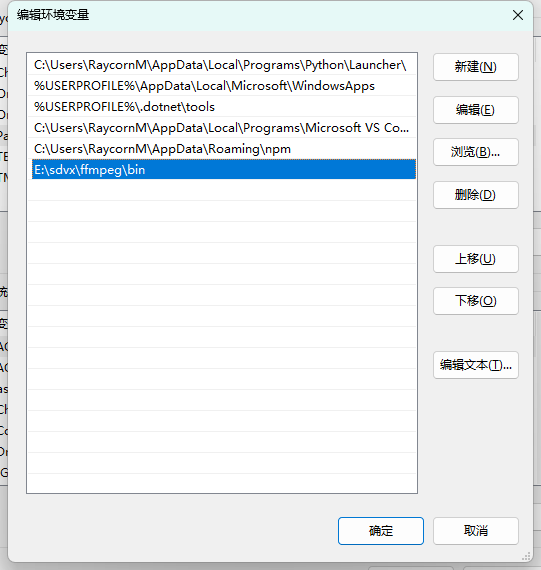 编辑环境变量
C:\Users\RaycornM\AppData\Local\Programs\Python\Launcher\
%USERPROFILE%\AppData\Local\Microsoft\WindowsApps
%USERPROFILE%\.dotnet\tools
C:\Users\RaycornM\AppData\Local\Programs\Microsoft VS Co...
C:\Users\RaycornM\AppData\Roaming\npm
E:\sdvx\ffmpeg\bin
新建(N)
编辑(E)
浏览(B)...
删除(D)
上移(U)
下移(O)
编辑文本(T)...
确定
取消